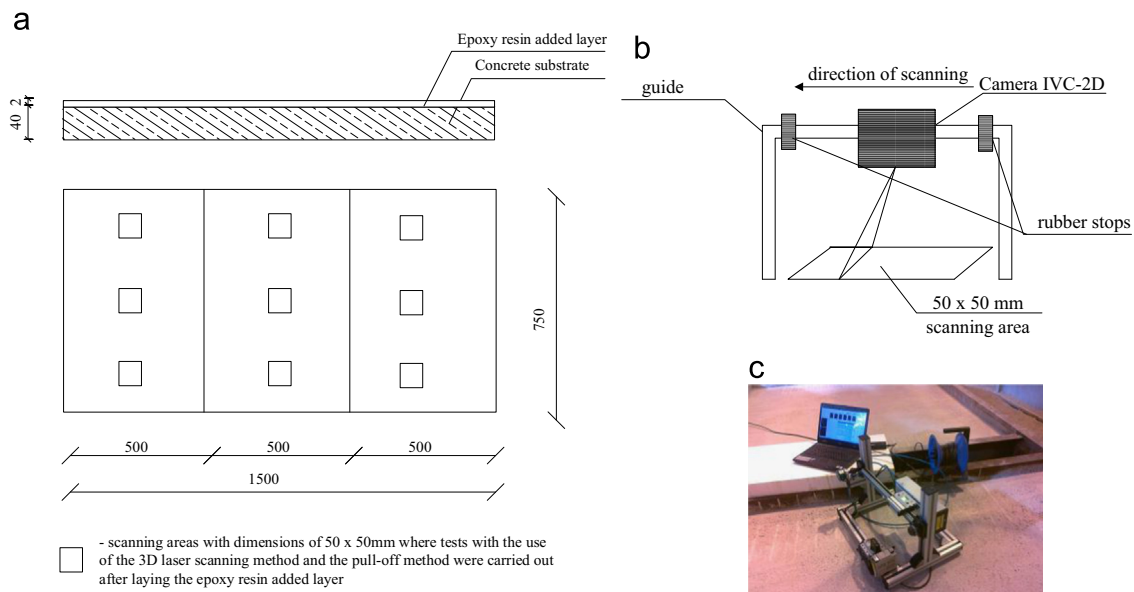 a
Epoxy resin added layer
Concrete substrate
2
40
750
500
500
500
1500
- scanning areas with dimensions of 50 x 50mm where tests with the use
of the 3D laser scanning method and the pull-off method were carried out
after laying the epoxy resin added layer
b
direction of scanning
guide
Camera IVC-2D
rubber stops
50 x 50 mm
scanning area
c